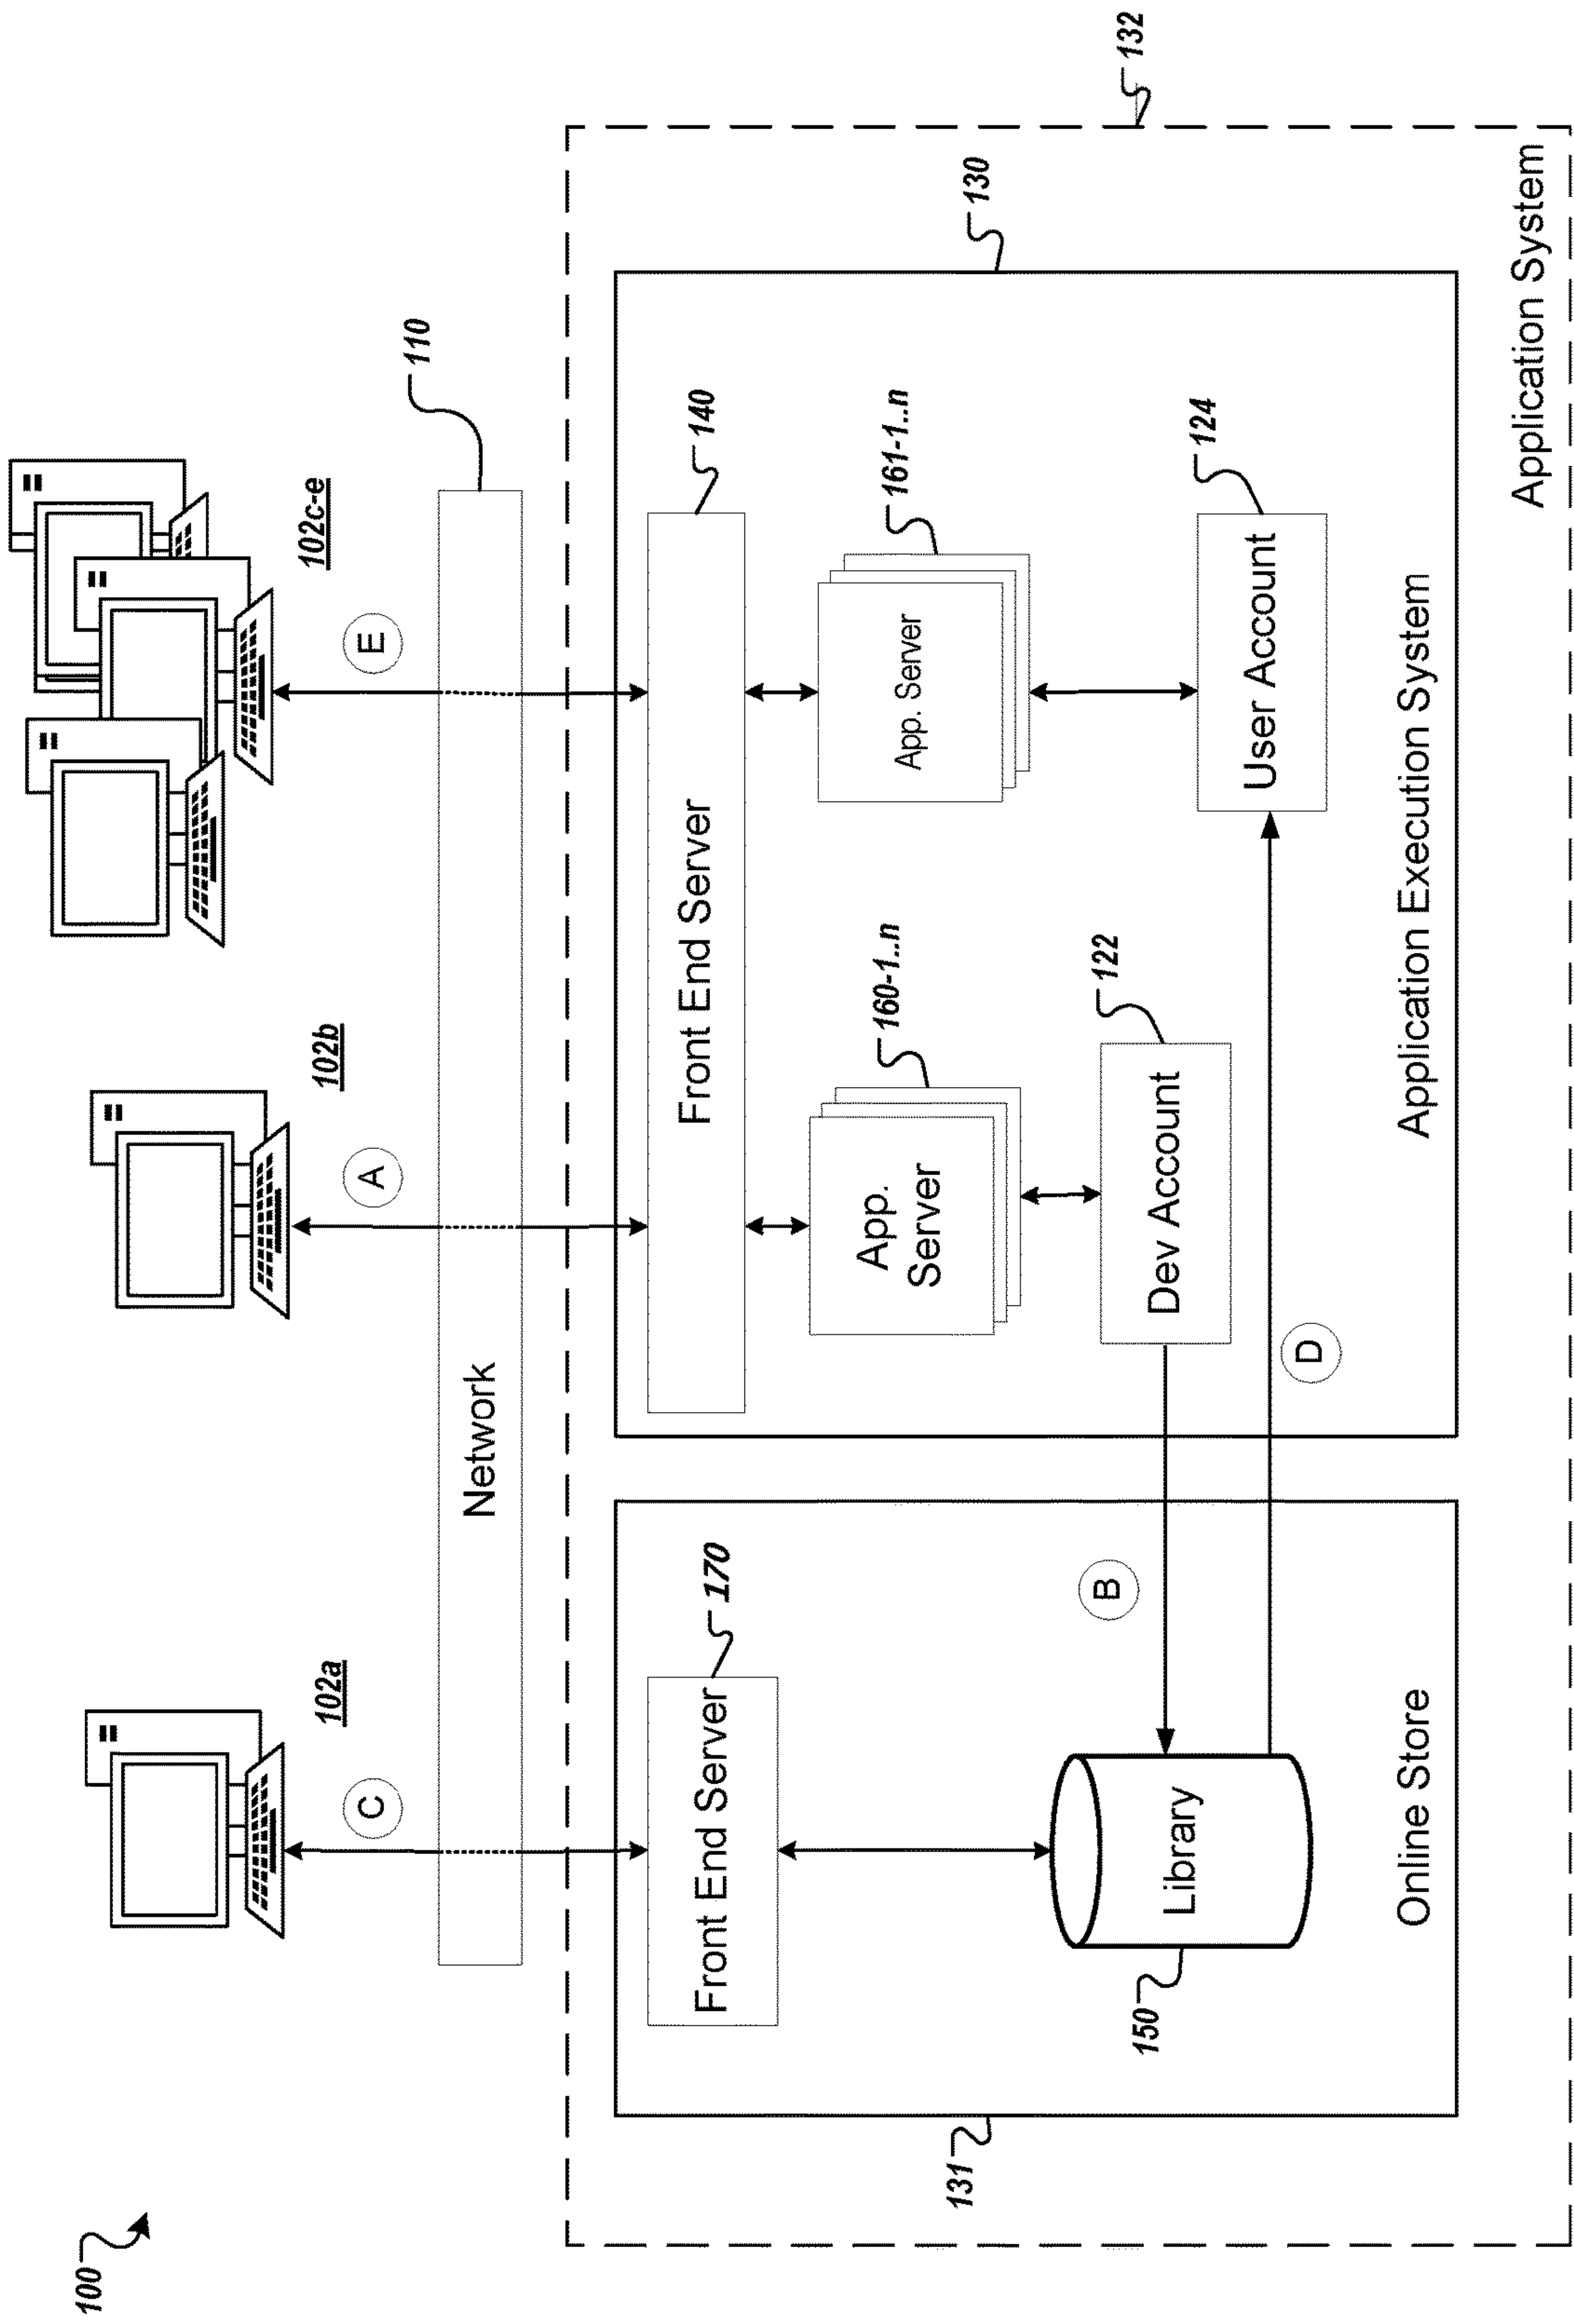 100
102a
102b
102c-e
C
A
E
110
Network
132
131
130
Front End Server
170
Front End Server
140
App.
Server
160-1..n
App. Server
161-1..n
B
Dev Account
122
User Account
124
Library
150
D
Online Store
Application Execution System
Application System